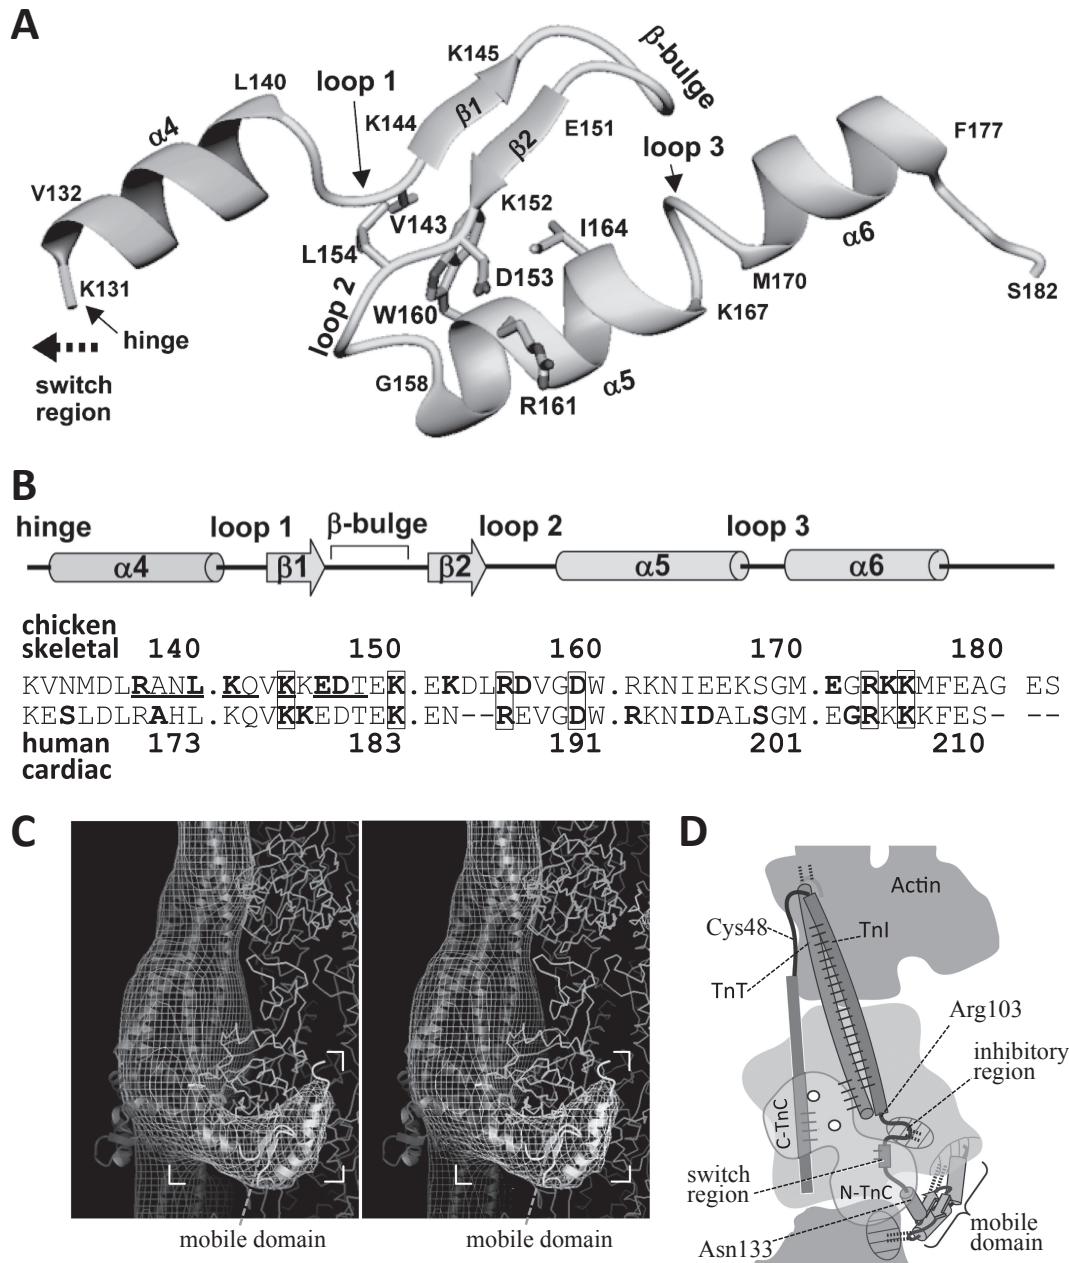 A
K145
β-bulge
L140
loop 1
α4
K144
β1
β2
E151
loop 3
F177
V132
V143
K152
I164
α6
L154
D153
M170
K131
S182
loop 2
W160
K167
hinge
switch
region
G158
R161
α5
B
hinge
loop 1
β-bulge
loop 2
loop 3
α4
β1
β2
α5
α6
chicken
skeletal 140 150 160 170 180
KVNMDLRANL.KQVKKEDTEK.EKDLRDVGDW.RKNIEEKSGM.EGRKKMFEAG ES
KESLDLRAHL.KQVKKEDTEK.EN--REVGDW.RKNIDALSGM.EGRKKKFES- --
human 173 183 191 201 210
cardiac
C
mobile domain
mobile domain
D
Actin
Cys48
TnI
TnT
Arg103
inhibitory
region
C-TnC
switch
region
N-TnC
mobile
domain
Asn133